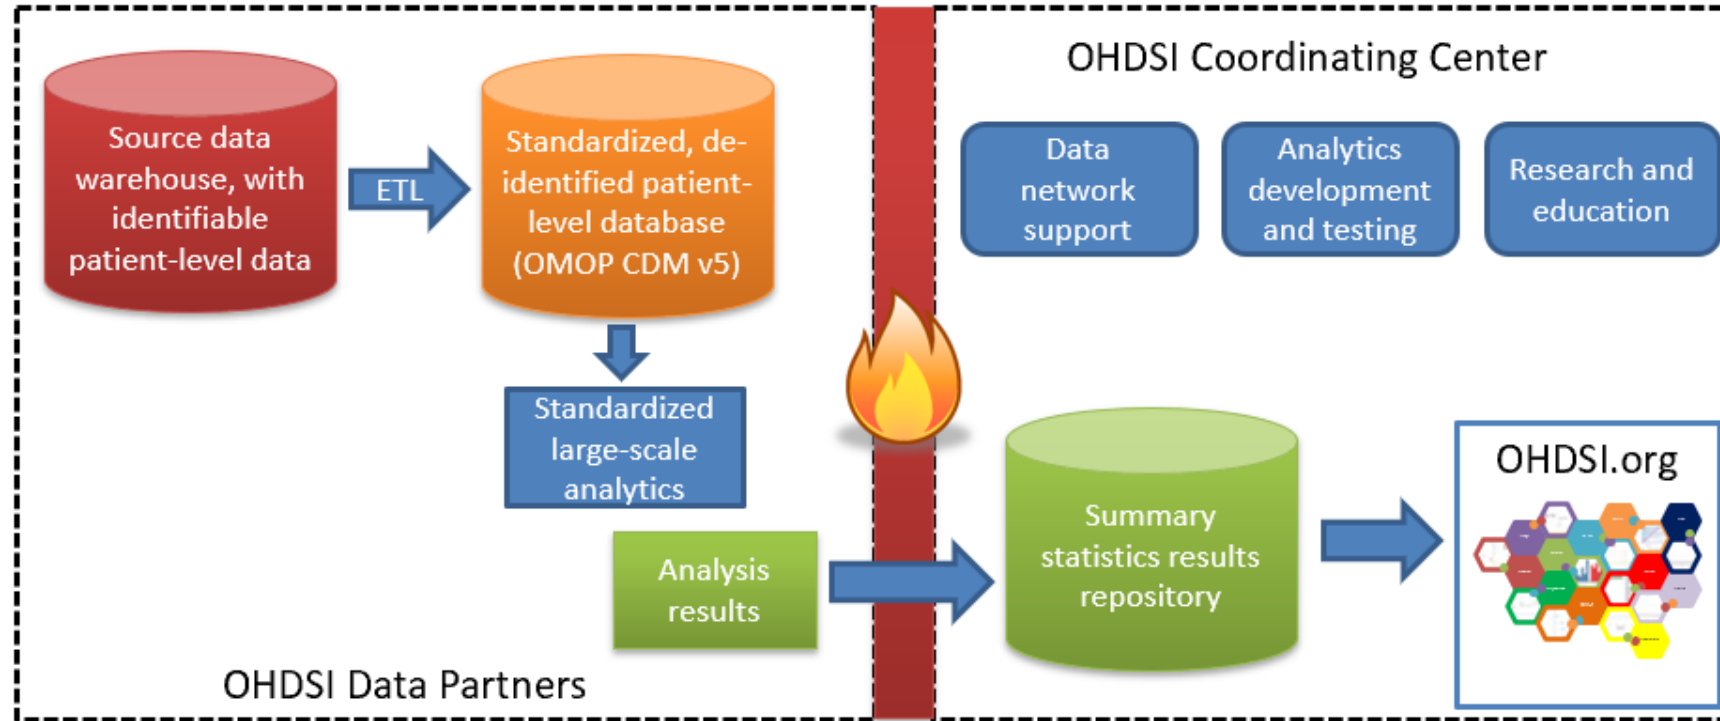 OHDSI Coordinating Center
Source data
warehouse, with
identifiable
patient-level data
ETL
Standardized, de-
identified patient-
level database
(OMOP CDM v5)
Data
network
support
Analytics
development
and testing
Research and
education
Standardized
large-scale
analytics
Analysis
results
Summary
statistics results
repository
OHDSI.org
OHDSI Data Partners